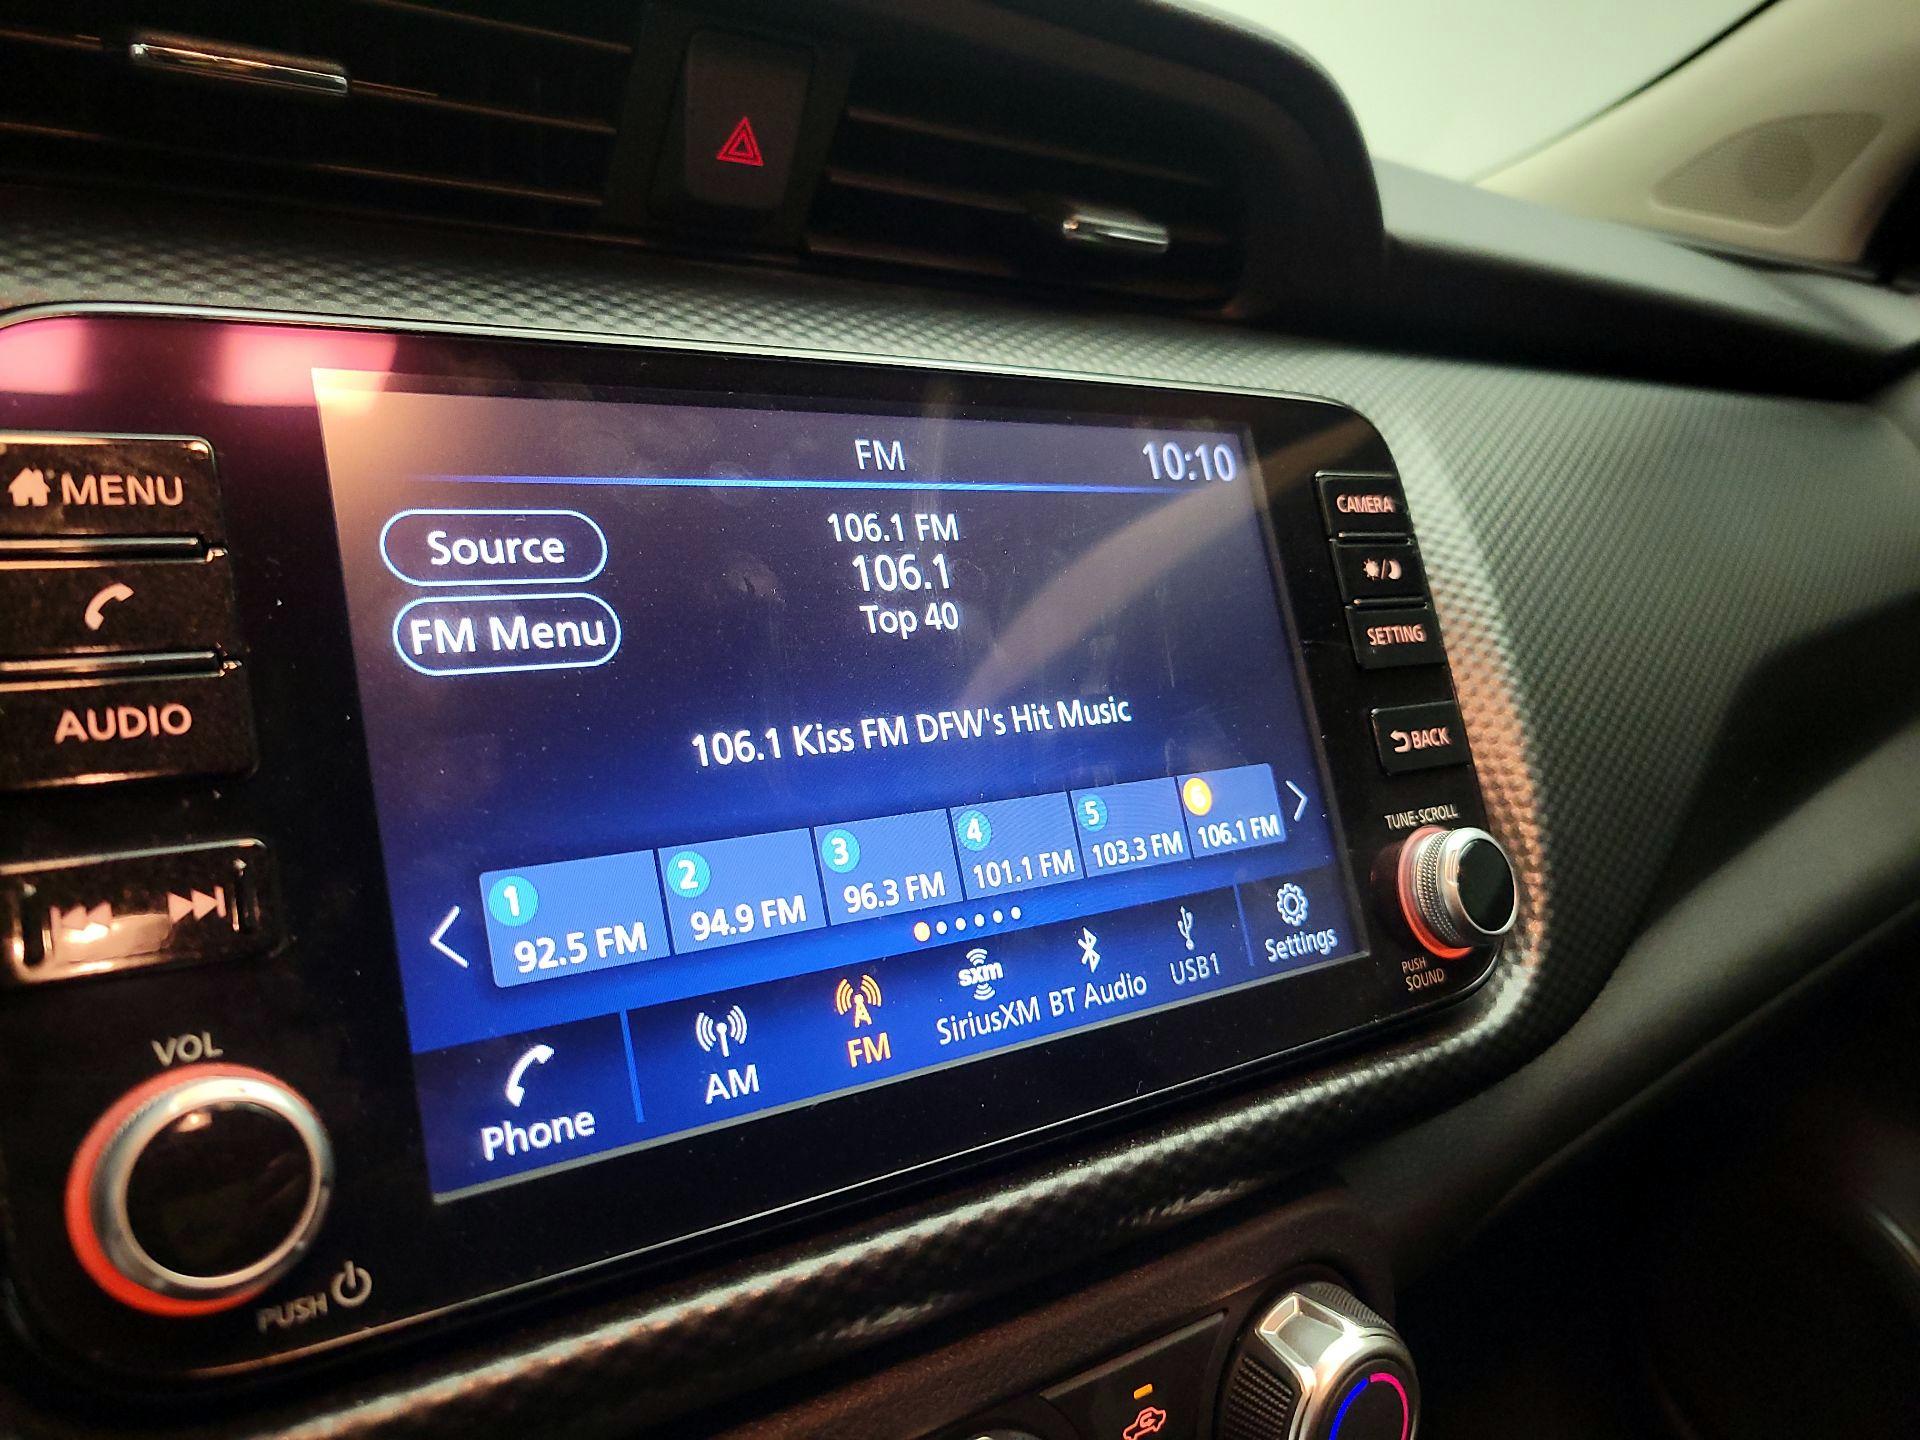 FM
10:10
MENU
AUDIO
VOL
PUSH
Source
FM Menu
106.1 FM
106.1
Top 40
106.1 Kiss FM DFW's Hit Music
1
92.5 FM
2
94.9 FM
3
96.3 FM
4
101.1 FM
5
103.3 FM
6
106.1 FM
Phone
AM
FM
sxm
SiriusXM
BT Audio
USB1
Settings
CAMERA
SETTING
BACK
TUNE·SCROLL
PUSH
SOUND